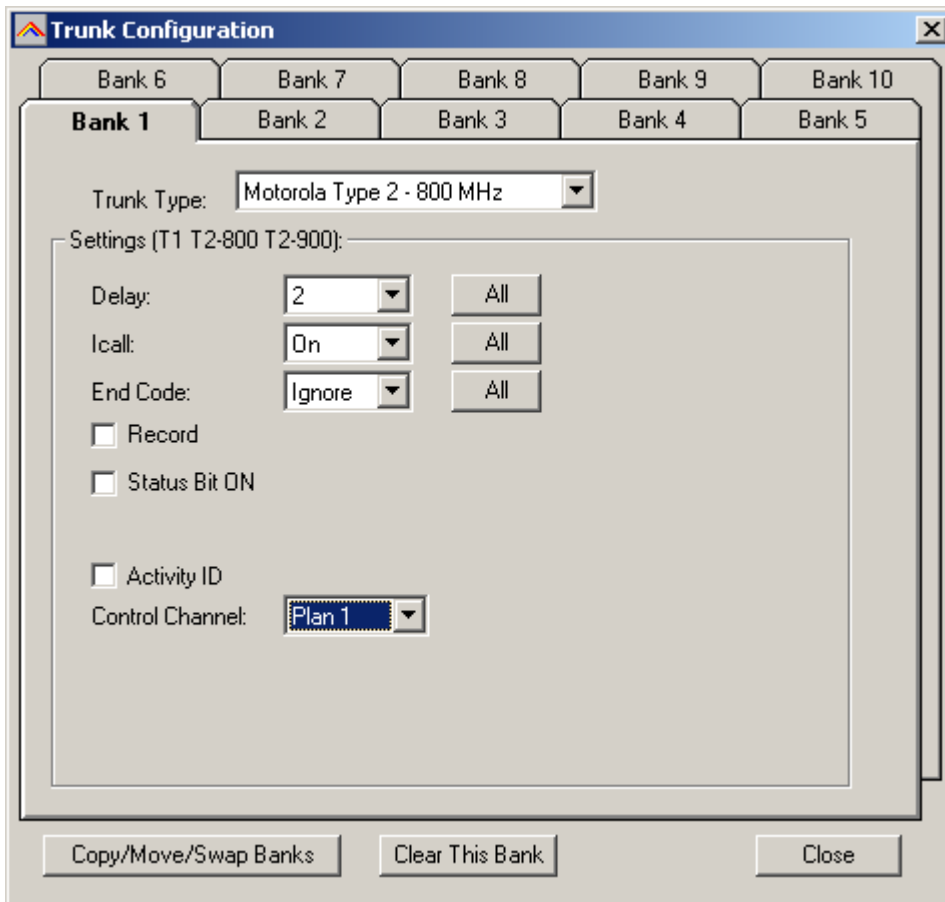 Trunk Configuration
Bank 6 Bank 7 Bank 8 Bank 9 Bank 10
Bank 1 Bank 2 Bank 3 Bank 4 Bank 5
Trunk Type: Motorola Type 2 - 800 MHz
Settings (T1 T2-800 T2-900):
Delay: 2 All
Icall: On All
End Code: Ignore All
Record
Status Bit ON
Activity ID
Control Channel: Plan 1
Copy/Move/Swap Banks Clear This Bank Close